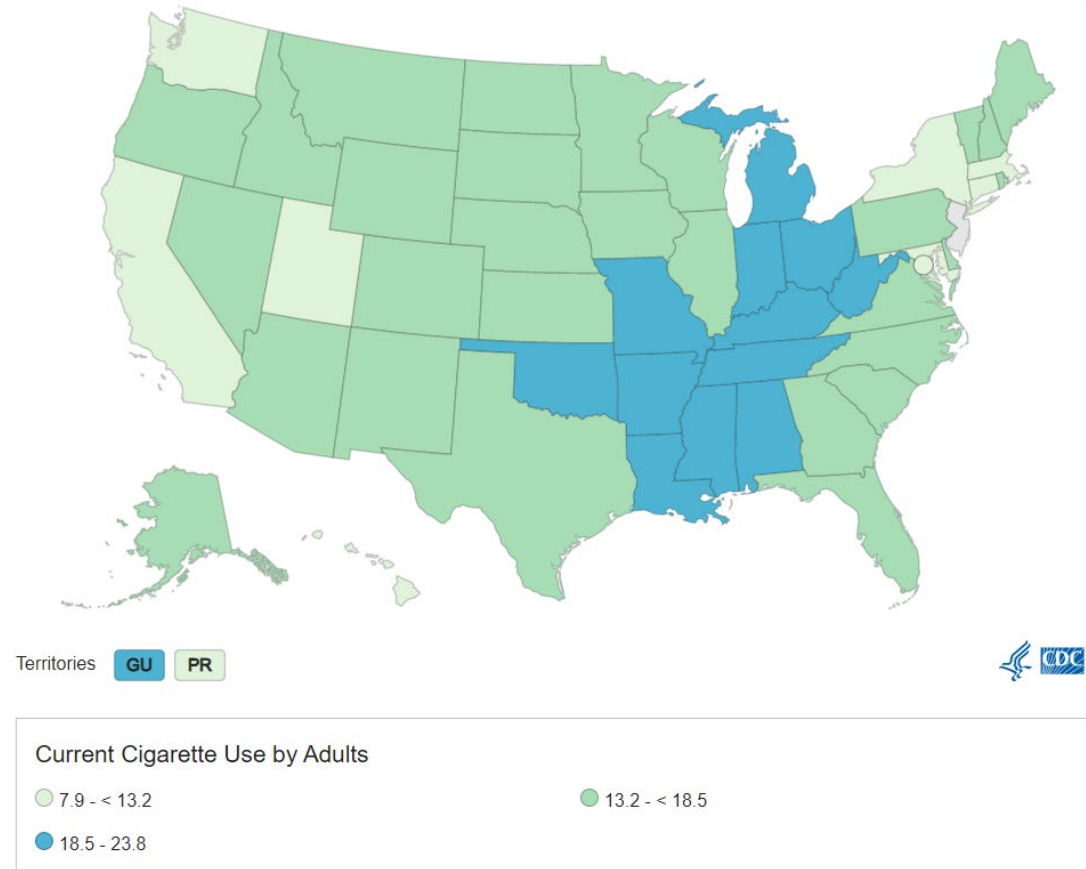 Territories GU PR
CDC
Current Cigarette Use by Adults
7.9 - < 13.2
13.2 - < 18.5
18.5 - 23.8